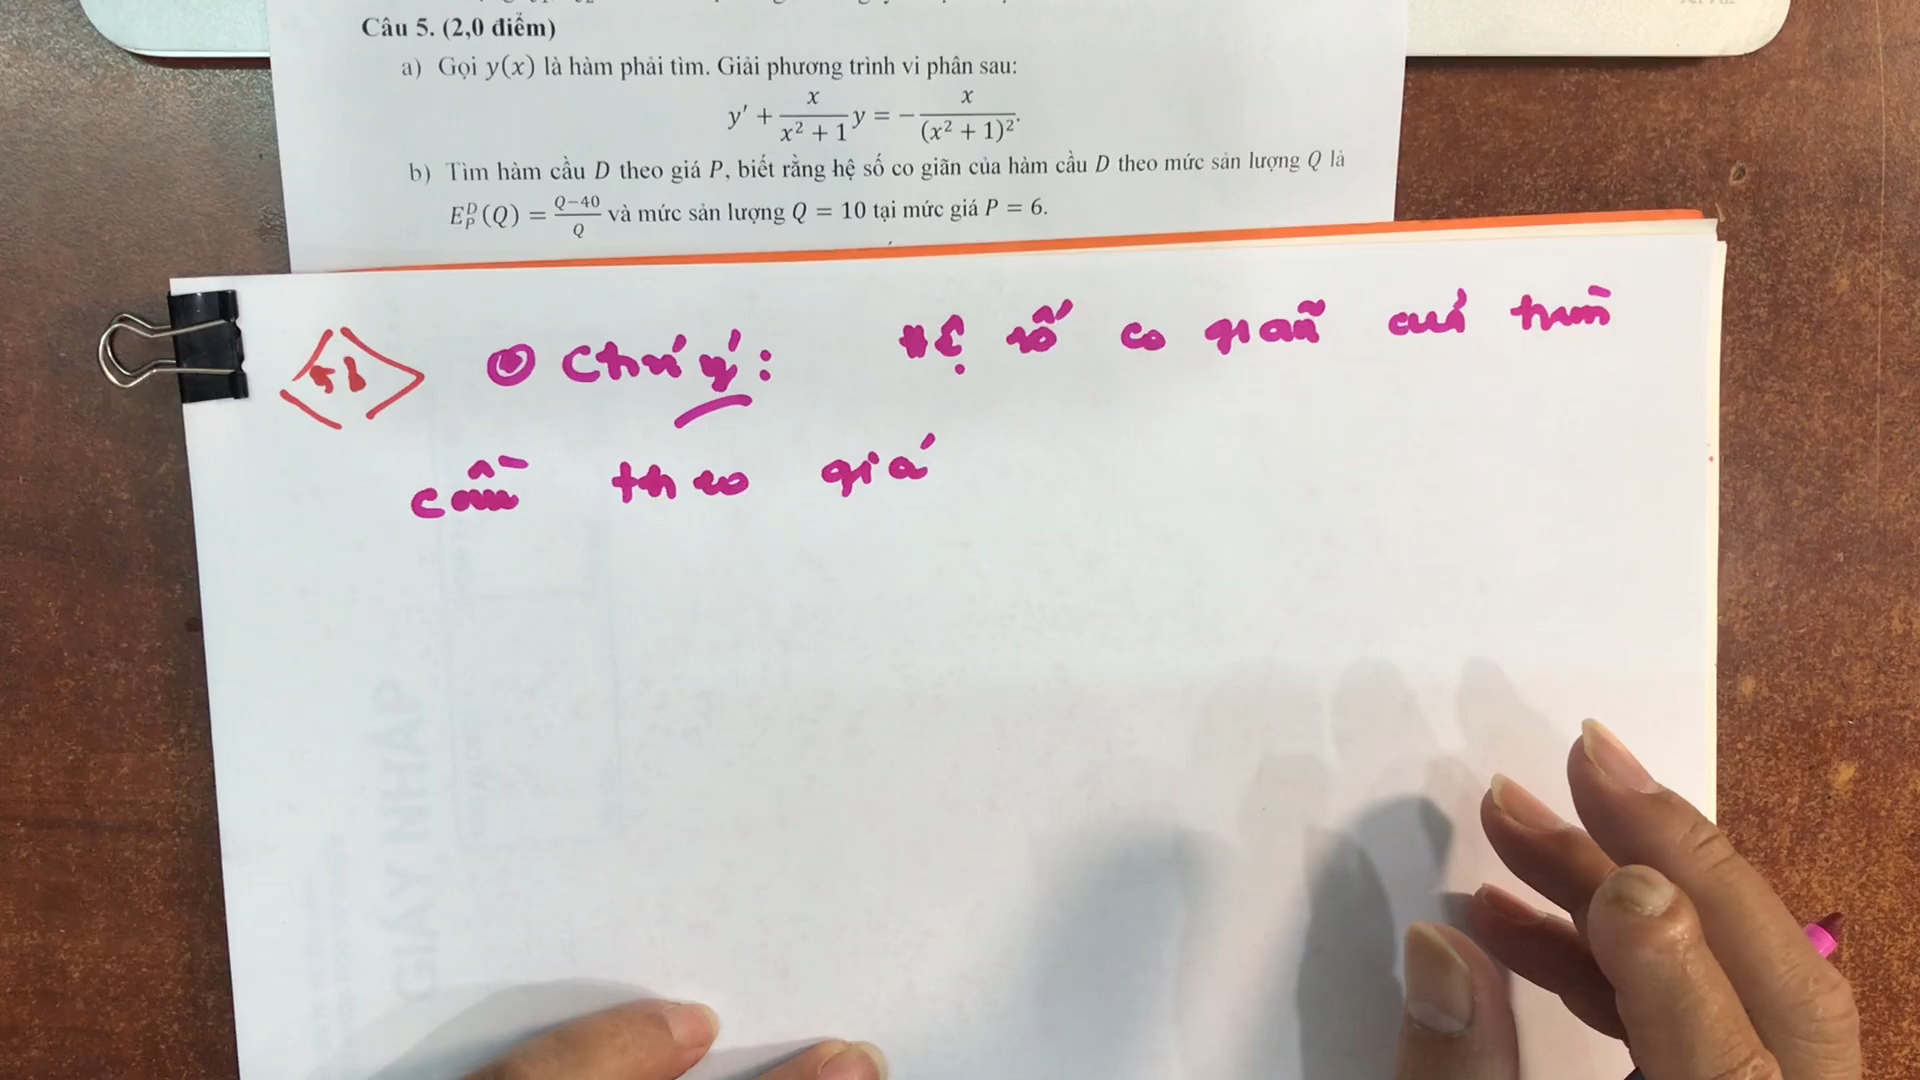 Câu 5. (2,0 điểm)
a) Gọi y(x) là hàm phải tìm. Giải phương trình vi phân sau:
y′ + x/(x² + 1) y = − x/(x² + 1)².
b) Tìm hàm cầu D theo giá P, biết rằng hệ số co giãn của hàm cầu D theo mức sản lượng Q là
E_P^D(Q) = (Q−40)/Q và mức sản lượng Q = 10 tại mức giá P = 6.
5b Chú ý: Hệ số co giãn của hàm
cầu theo giá
GIẤY NHÁP